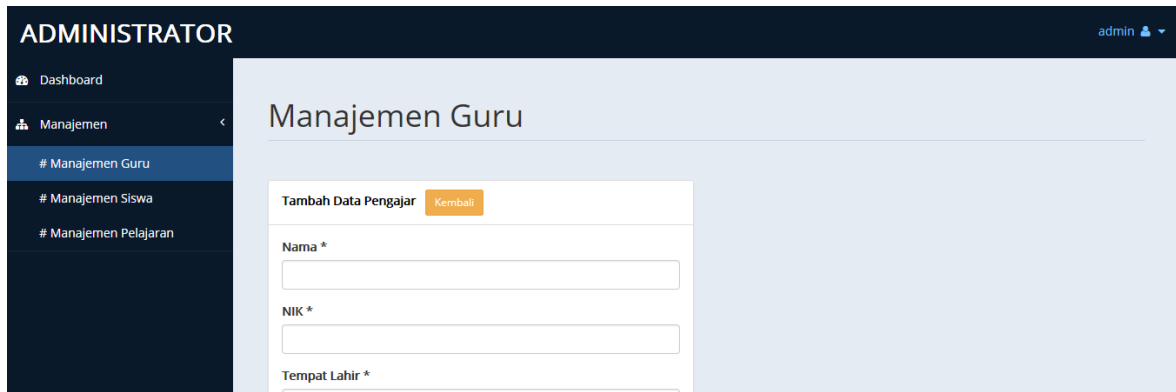 ADMINISTRATOR
admin
Dashboard
Manajemen
# Manajemen Guru
# Manajemen Siswa
# Manajemen Pelajaran
Manajemen Guru
Tambah Data Pengajar Kembali
Nama *
NIK *
Tempat Lahir *